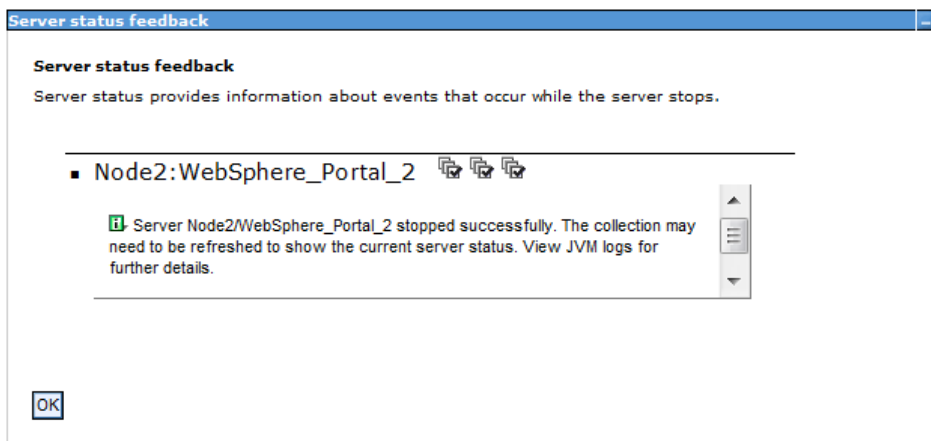 Server status feedback
Server status feedback
Server status provides information about events that occur while the server stops.
Node2:WebSphere_Portal_2
Server Node2/WebSphere_Portal_2 stopped successfully. The collection may
need to be refreshed to show the current server status. View JVM logs for
further details.
OK